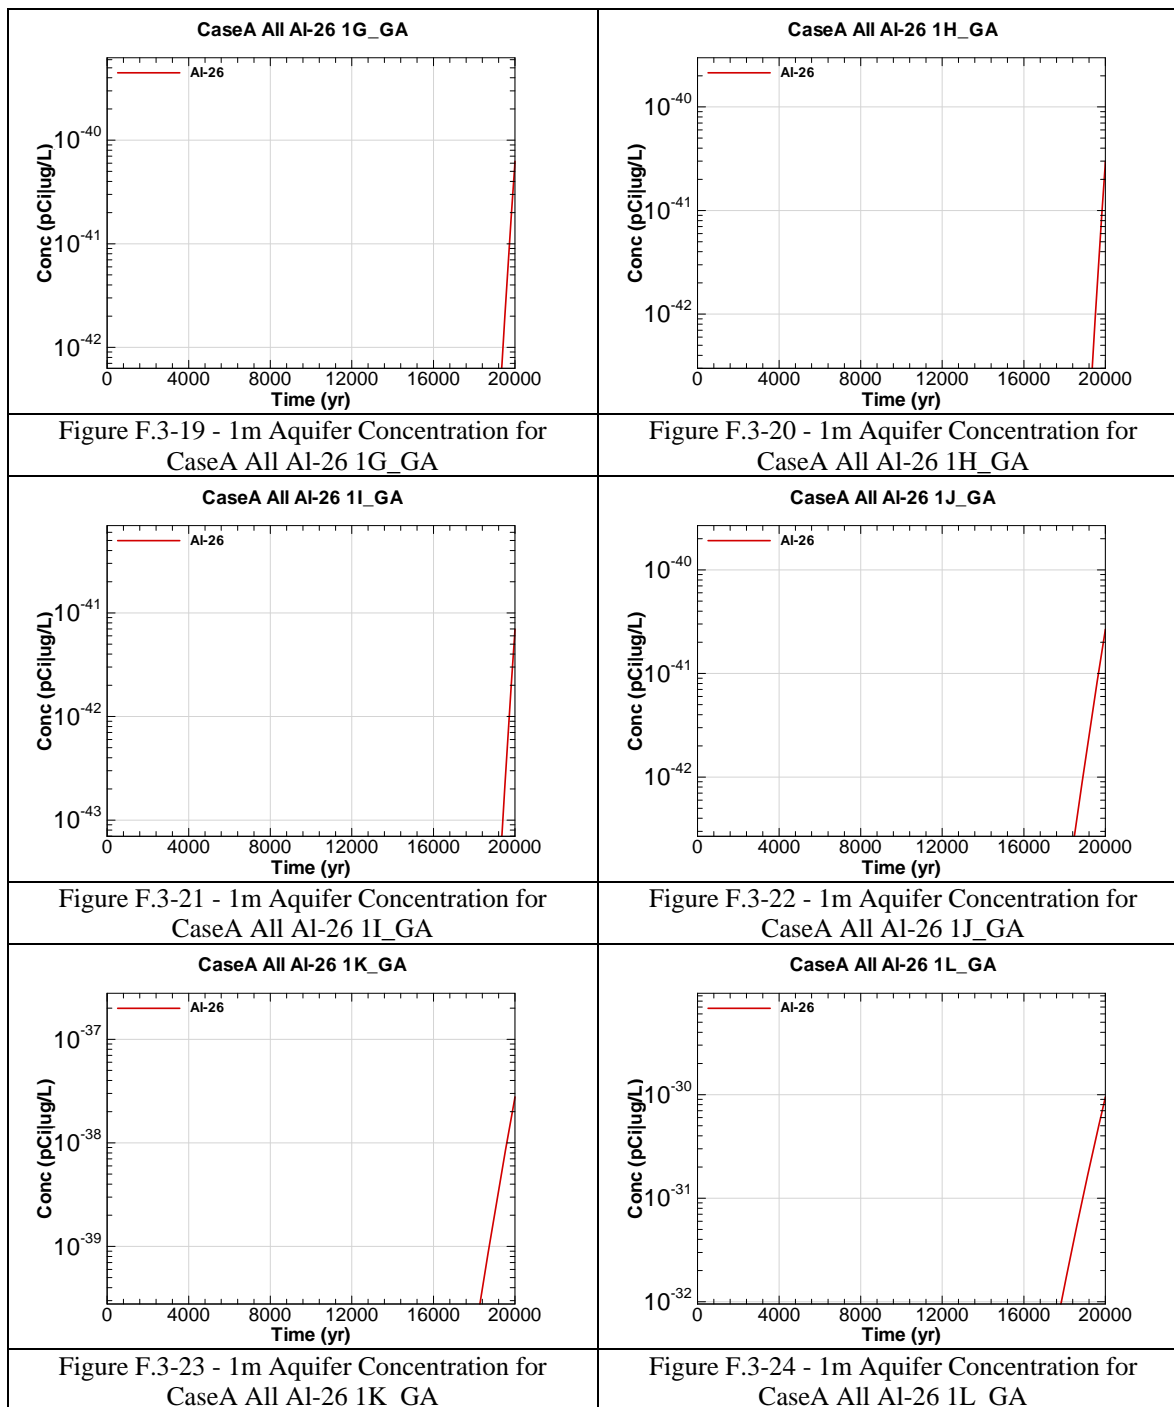 CaseA All Al-26 1G_GA
Al-26
10-40
10-41
10-42
Conc (pCi|ug/L)
0 4000 8000 12000 16000 20000
Time (yr)
Figure F.3-19 - 1m Aquifer Concentration for
CaseA All Al-26 1G_GA
CaseA All Al-26 1H_GA
Al-26
10-40
10-41
10-42
Conc (pCi|ug/L)
0 4000 8000 12000 16000 20000
Time (yr)
Figure F.3-20 - 1m Aquifer Concentration for
CaseA All Al-26 1H_GA
CaseA All Al-26 1I_GA
Al-26
10-41
10-42
10-43
Conc (pCi|ug/L)
0 4000 8000 12000 16000 20000
Time (yr)
Figure F.3-21 - 1m Aquifer Concentration for
CaseA All Al-26 1I_GA
CaseA All Al-26 1J_GA
Al-26
10-40
10-41
10-42
Conc (pCi|ug/L)
0 4000 8000 12000 16000 20000
Time (yr)
Figure F.3-22 - 1m Aquifer Concentration for
CaseA All Al-26 1J_GA
CaseA All Al-26 1K_GA
Al-26
10-37
10-38
10-39
Conc (pCi|ug/L)
0 4000 8000 12000 16000 20000
Time (yr)
Figure F.3-23 - 1m Aquifer Concentration for
CaseA All Al-26 1K_GA
CaseA All Al-26 1L_GA
Al-26
10-30
10-31
10-32
Conc (pCi|ug/L)
0 4000 8000 12000 16000 20000
Time (yr)
Figure F.3-24 - 1m Aquifer Concentration for
CaseA All Al-26 1L_GA